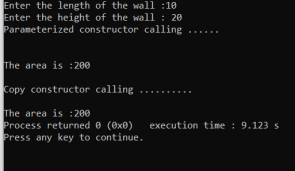 Enter the length of the wall :10
Enter the height of the wall : 20
Parameterized constructor calling ......
The area is :200
Copy constructor calling ..........
The area is :200
Process returned 0 (0x0)   execution time : 9.123 s
Press any key to continue.